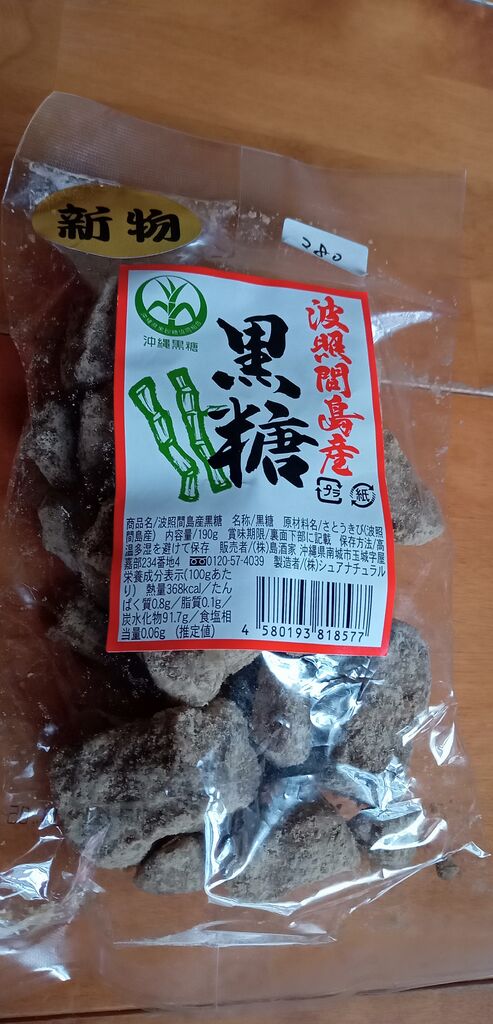 新物
280
波照間島産
黒糖
沖縄黒糖
プラ
紙
商品名/波照間島産黒糖 名称/黒糖 原材料名/さとうきび(波照
間島産) 内容量/190g 賞味期限/裏面下部に記載 保存方法/高
温多湿を避けて保存 販売者/(株)島酒家 沖縄県南城市玉城字屋
嘉部234番地4 0120-57-4039 製造者/(株)シュアナチュラル
栄養成分表示(100gあた
り) 熱量368kcal/たん
ぱく質0.8g/脂質0.1g/
炭水化物91.7g/食塩相
当量0.06g (推定値)
4 580193 818577